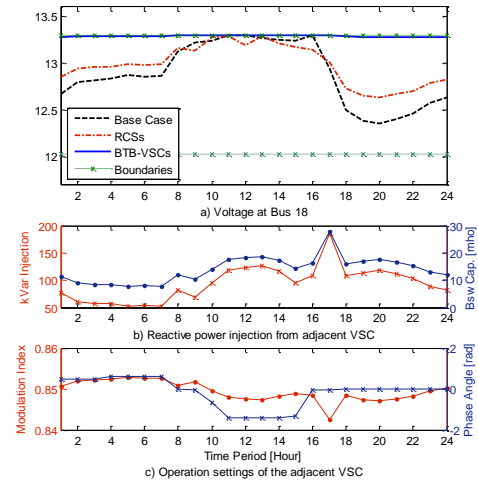 13.5
13
12.5
12
Base Case
RCSs
BTB-VSCs
Boundaries
2 4 6 8 10 12 14 16 18 20 22 24
a) Voltage at Bus 18
kVar Injection
200
150
100
50
30
20
10
0
Bsw Cap. [mho]
2 4 6 8 10 12 14 16 18 20 22 24
b) Reactive power injection from adjacent VSC
Modulation Index
0.86
0.85
0.84
2
0
-2
Phase Angle [rad]
2 4 6 8 10 12 14 16 18 20 22 24
Time Period [Hour]
c) Operation settings of the adjacent VSC